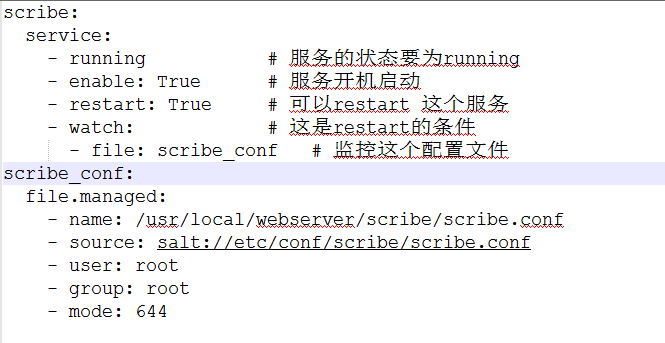 scribe:
  service:
    - running           # 服务的状态要为running
    - enable: True      # 服务开机启动
    - restart: True     # 可以restart 这个服务
    - watch:            # 这是restart的条件
      - file: scribe_conf   # 监控这个配置文件
scribe_conf:
  file.managed:
    - name: /usr/local/webserver/scribe/scribe.conf
    - source: salt://etc/conf/scribe/scribe.conf
    - user: root
    - group: root
    - mode: 644